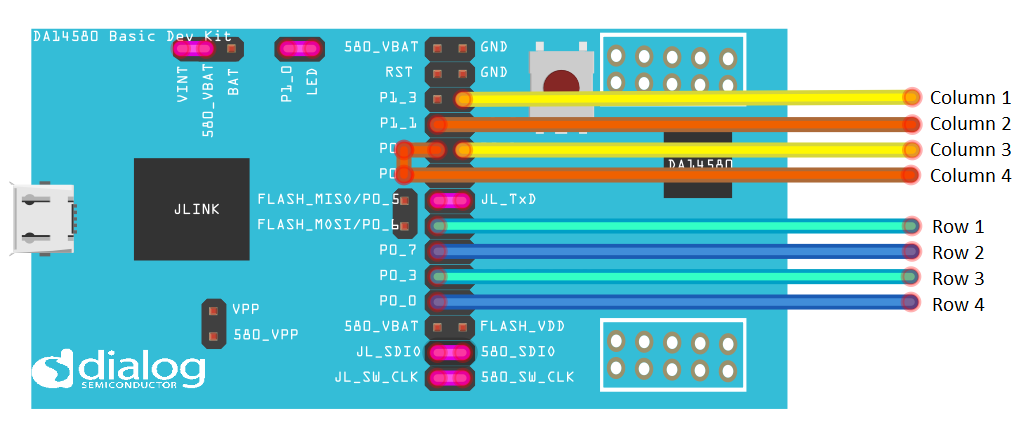 DA14580 Basic Dev Kit
VINT
580_VBAT
BAT
P1_0
LED
580_VBAT GND
RST GND
P1_3
P1_1
P0
P0
FLASH_MISO/P0_5 JL_TxD
FLASH_MOSI/P0_6
P0_7
P0_3
P0_0
580_VBAT FLASH_VDD
JL_SDIO 580_SDIO
JL_SW_CLK 580_SW_CLK
JLINK
DA14580
VPP
580_VPP
dialog
SEMICONDUCTOR
Column 1
Column 2
Column 3
Column 4
Row 1
Row 2
Row 3
Row 4